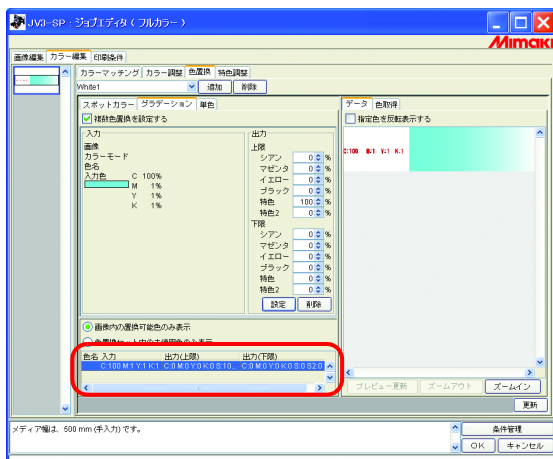 JV3-SP : ジョブエディタ ( フルカラー )
Mimaki
画像編集 カラー編集 印刷条件
カラーマッチング カラー調整 色置換 特色調整
White1 追加 削除
スポットカラー グラデーション 単色
複数色置換を設定する
入力
画像
カラーモード
色名
入力色 C 100%
M 1%
Y 1%
K 1%
出力
上限
シアン 0 %
マゼンタ 0 %
イエロー 0 %
ブラック 0 %
特色 100 %
特色2 0 %
下限
シアン 0 %
マゼンタ 0 %
イエロー 0 %
ブラック 0 %
特色 0 %
特色2 0 %
設定 削除
画像内の置換可能色のみ表示
色名 入力 出力(上限) 出力(下限)
C:100 M:1 Y:1 K:1 C:0 M:0 Y:0 K:0 S:10... C:0 M:0 Y:0 K:0 S:0 S2:0
データ 色取得
指定色を反転表示する
C:100 M:1 Y:1 K:1
プレビュー更新 ズームアウト ズームイン
更新
メディア幅は、500 mm (手入力) です。
条件管理
OK キャンセル